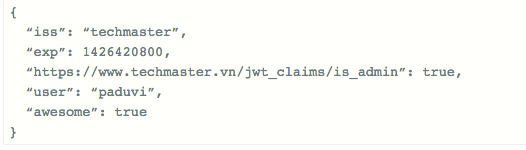 {
“iss”: “techmaster”,
“exp”: 1426420800,
“https://www.techmaster.vn/jwt_claims/is_admin”: true,
“user”: “paduvi”,
“awesome”: true
}